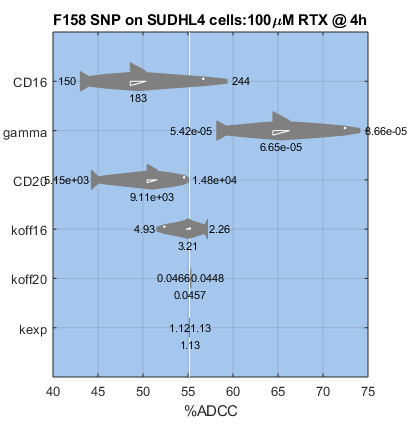 F158 SNP on SUDHL4 cells:100μM RTX @ 4h
CD16 150 244
183
gamma 5.42e-05 8.66e-05
6.65e-05
CD20 5.15e+03 1.48e+04
9.11e+03
koff16 4.93 2.26
3.21
koff20 0.0466 0.0448
0.0457
kexp 1.12 1.13
1.13
40 45 50 55 60 65 70 75
%ADCC